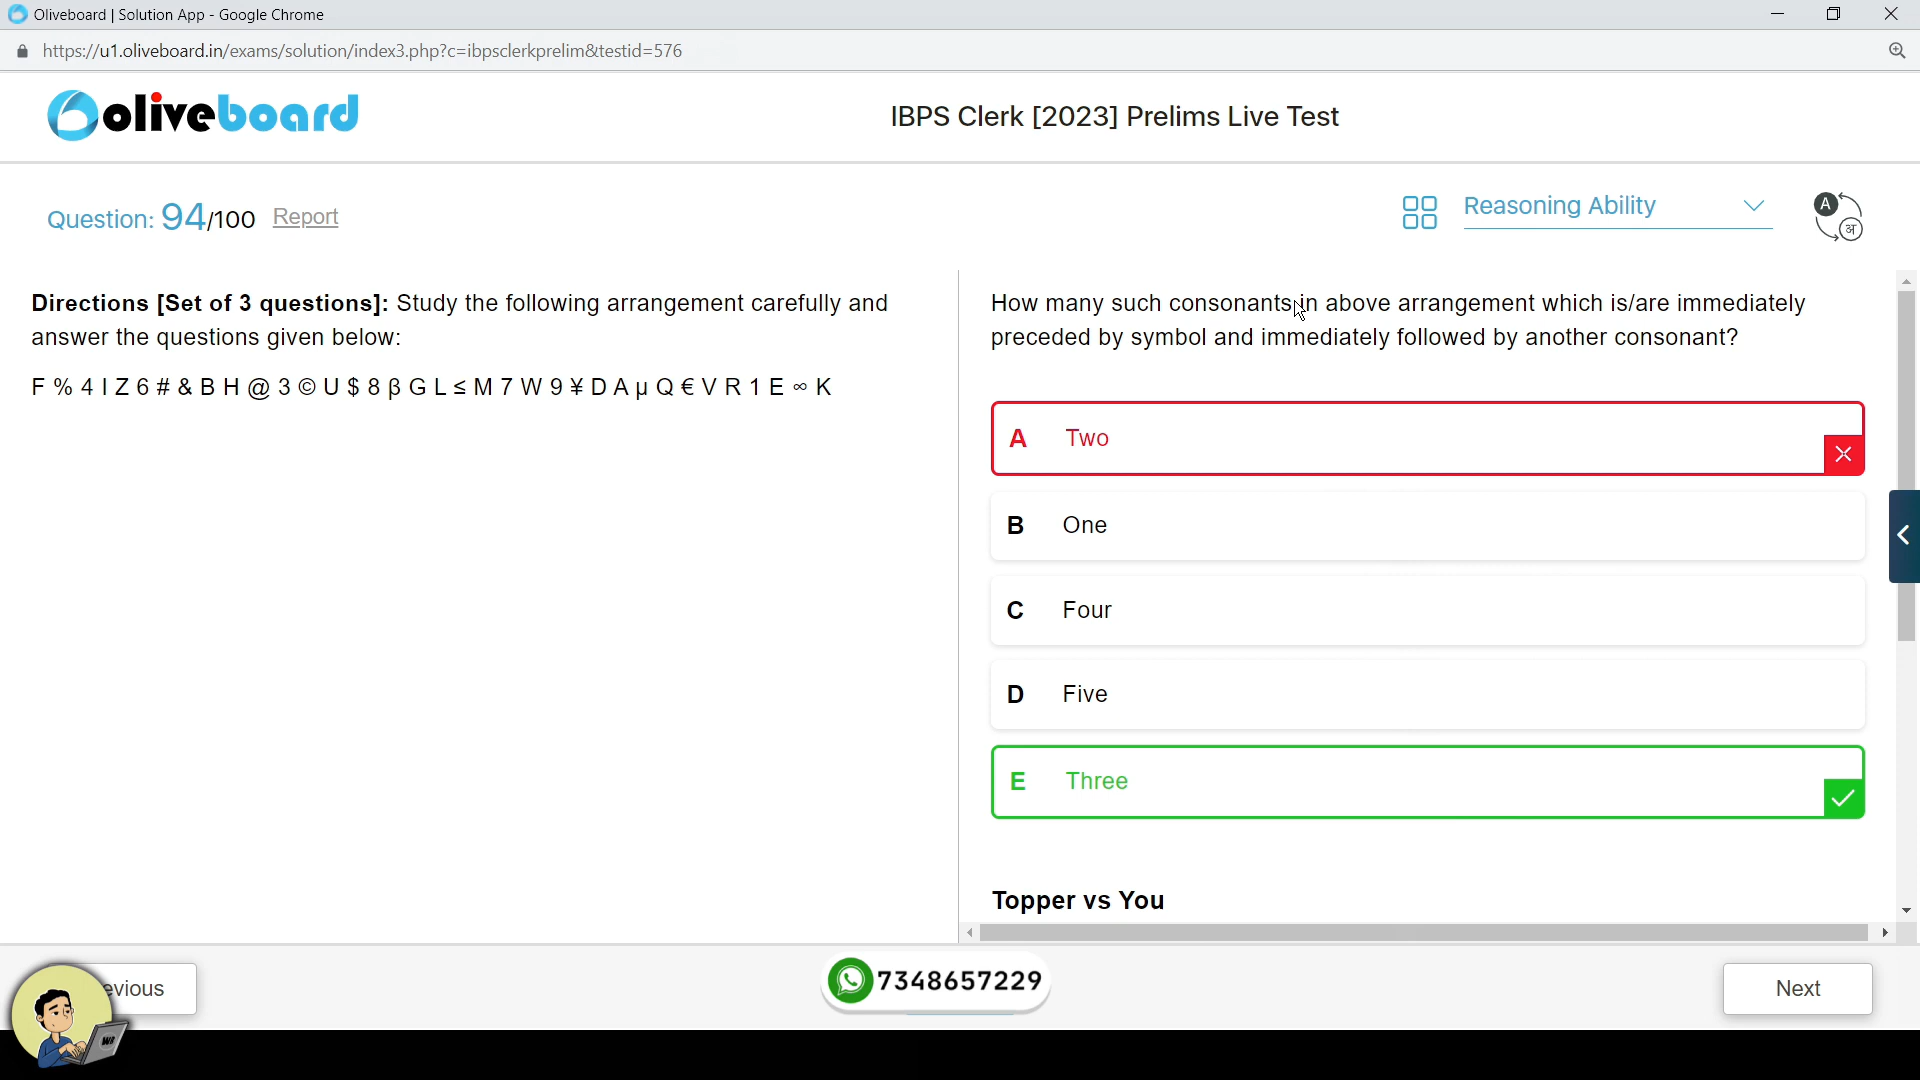 Oliveboard | Solution App - Google Chrome
https://u1.oliveboard.in/exams/solution/index3.php?c=ibpsclerkprelim&testid=576
oliveboard
IBPS Clerk [2023] Prelims Live Test
Question: 94/100 Report
Reasoning Ability
A
अ
Directions [Set of 3 questions]: Study the following arrangement carefully and
answer the questions given below:
F % 4 I Z 6 # & B H @ 3 © U $ 8 β G L ≤ M 7 W 9 ¥ D A μ Q € V R 1 E ∞ K
How many such consonants in above arrangement which is/are immediately
preceded by symbol and immediately followed by another consonant?
A Two
B One
C Four
D Five
E Three
Topper vs You
evious
7348657229
Next